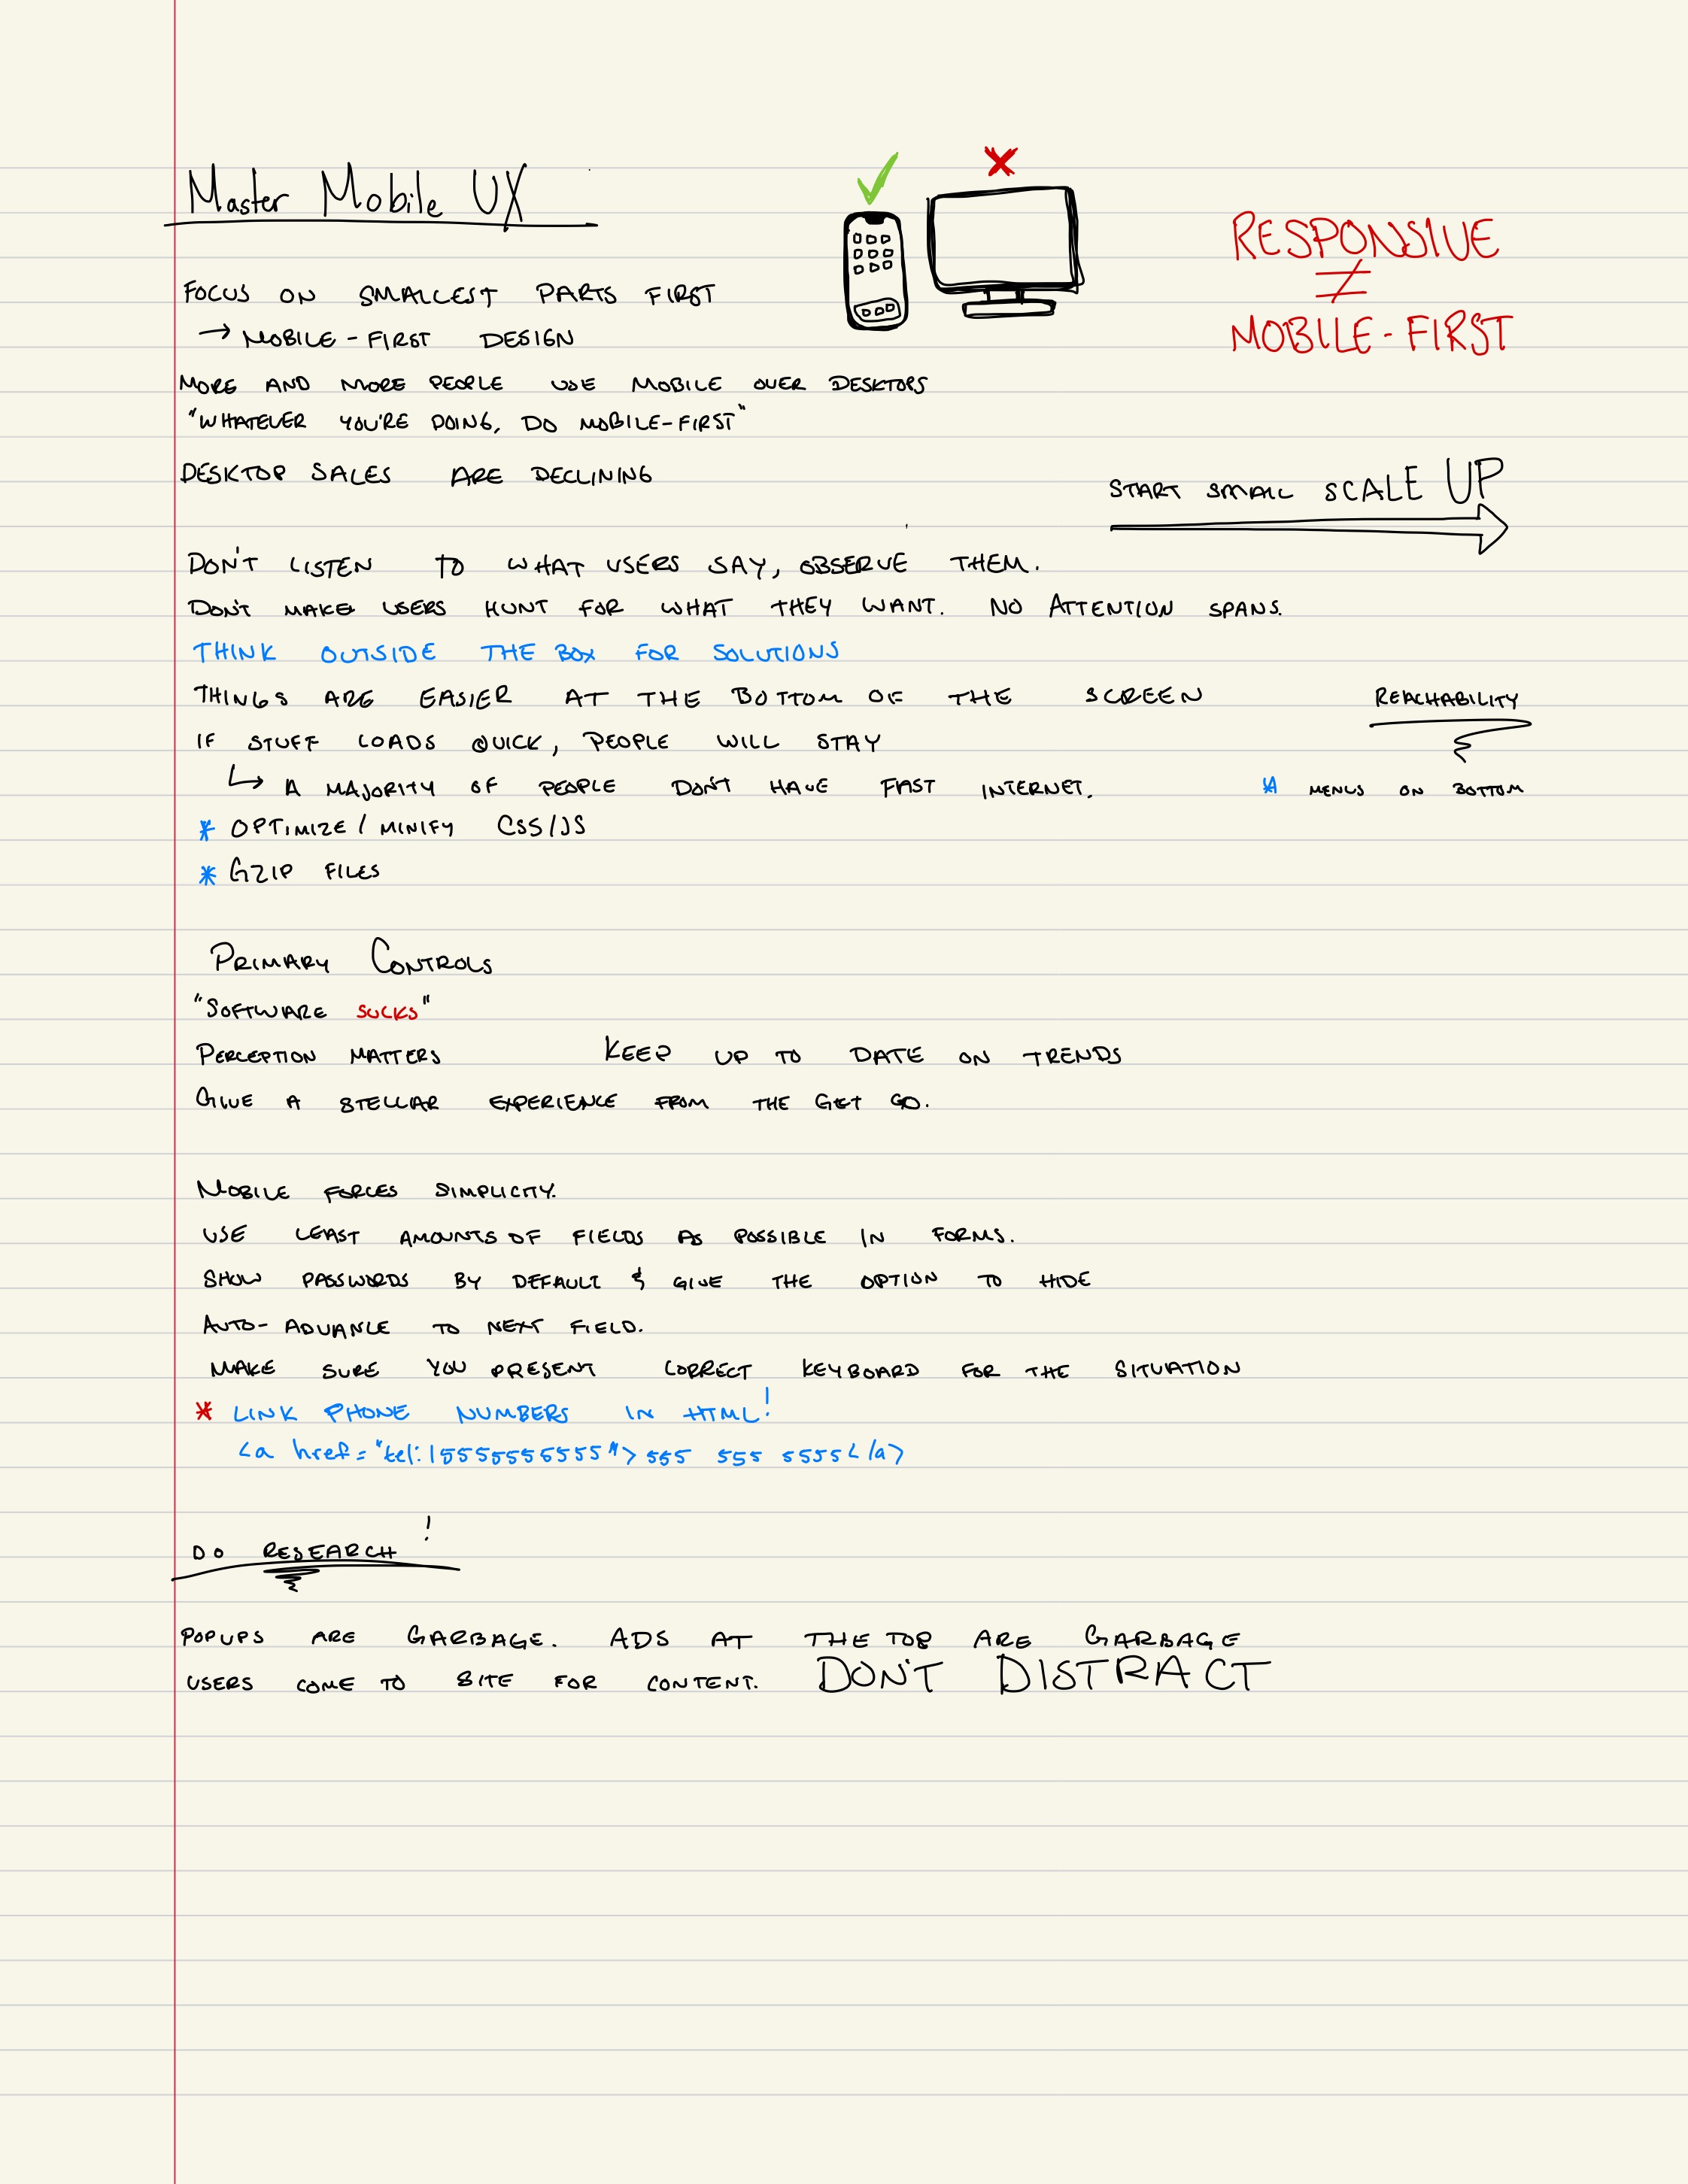 Master Mobile UX
RESPONSIVE
≠
MOBILE-FIRST
FOCUS ON SMALLEST PARTS FIRST
→ MOBILE-FIRST DESIGN
MORE AND MORE PEOPLE USE MOBILE OVER DESKTOPS
"WHATEVER YOU'RE DOING, DO MOBILE-FIRST"
DESKTOP SALES ARE DECLINING
START SMALL SCALE UP
DON'T LISTEN TO WHAT USERS SAY, OBSERVE THEM.
DON'T MAKE USERS HUNT FOR WHAT THEY WANT. NO ATTENTION SPANS.
THINK OUTSIDE THE BOX FOR SOLUTIONS
THINGS ARE EASIER AT THE BOTTOM OF THE SCREEN
REACHABILITY
IF STUFF LOADS QUICK, PEOPLE WILL STAY
↳ A MAJORITY OF PEOPLE DON'T HAVE FAST INTERNET.
* MENUS ON BOTTOM
* OPTIMIZE/MINIFY CSS/JS
* GZIP FILES
PRIMARY CONTROLS
"SOFTWARE SUCKS"
PERCEPTION MATTERS KEEP UP TO DATE ON TRENDS
GIVE A STELLAR EXPERIENCE FROM THE GET GO.
MOBILE FORCES SIMPLICITY.
USE LEAST AMOUNTS OF FIELDS AS POSSIBLE IN FORMS.
SHOW PASSWORDS BY DEFAULT & GIVE THE OPTION TO HIDE
AUTO-ADVANCE TO NEXT FIELD.
MAKE SURE YOU PRESENT CORRECT KEYBOARD FOR THE SITUATION
* LINK PHONE NUMBERS IN HTML!
<a href="tel:15555555555">555 555 5555</a>
DO RESEARCH!
POPUPS ARE GARBAGE. ADS AT THE TOP ARE GARBAGE
USERS COME TO SITE FOR CONTENT. DON'T DISTRACT